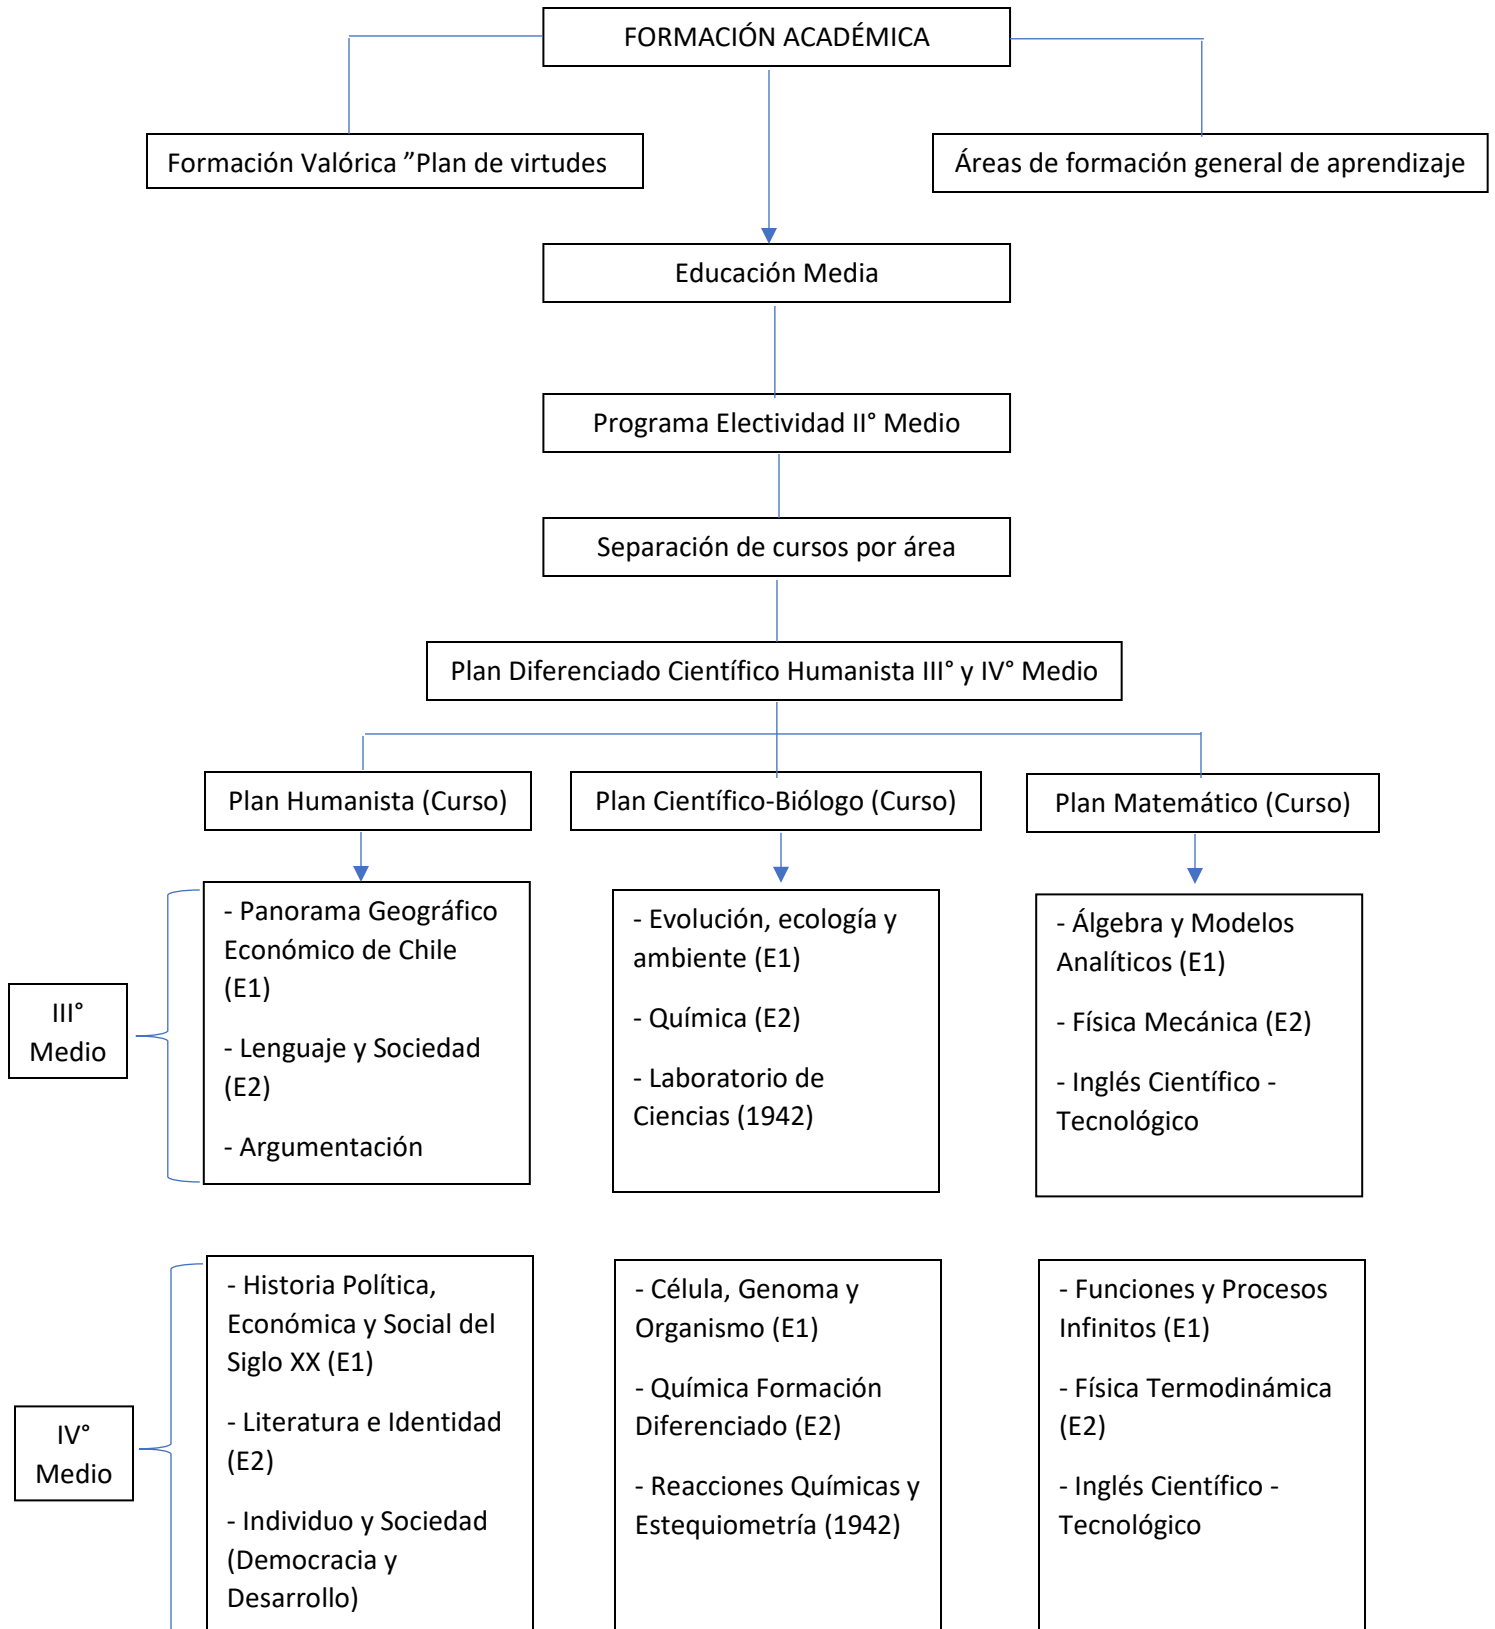 FORMACIÓN ACADÉMICA
Formación Valórica ”Plan de virtudes
Áreas de formación general de aprendizaje
Educación Media
Programa Electividad II° Medio
Separación de cursos por área
Plan Diferenciado Científico Humanista III° y IV° Medio
Plan Humanista (Curso)
Plan Científico-Biólogo (Curso)
Plan Matemático (Curso)
III°
Medio
- Panorama Geográfico
Económico de Chile
(E1)
- Lenguaje y Sociedad
(E2)
- Argumentación
- Evolución, ecología y
ambiente (E1)
- Química (E2)
- Laboratorio de
Ciencias (1942)
- Álgebra y Modelos
Analíticos (E1)
- Física Mecánica (E2)
- Inglés Científico -
Tecnológico
IV°
Medio
- Historia Política,
Económica y Social del
Siglo XX (E1)
- Literatura e Identidad
(E2)
- Individuo y Sociedad
(Democracia y
Desarrollo)
- Célula, Genoma y
Organismo (E1)
- Química Formación
Diferenciado (E2)
- Reacciones Químicas y
Estequiometría (1942)
- Funciones y Procesos
Infinitos (E1)
- Física Termodinámica
(E2)
- Inglés Científico -
Tecnológico